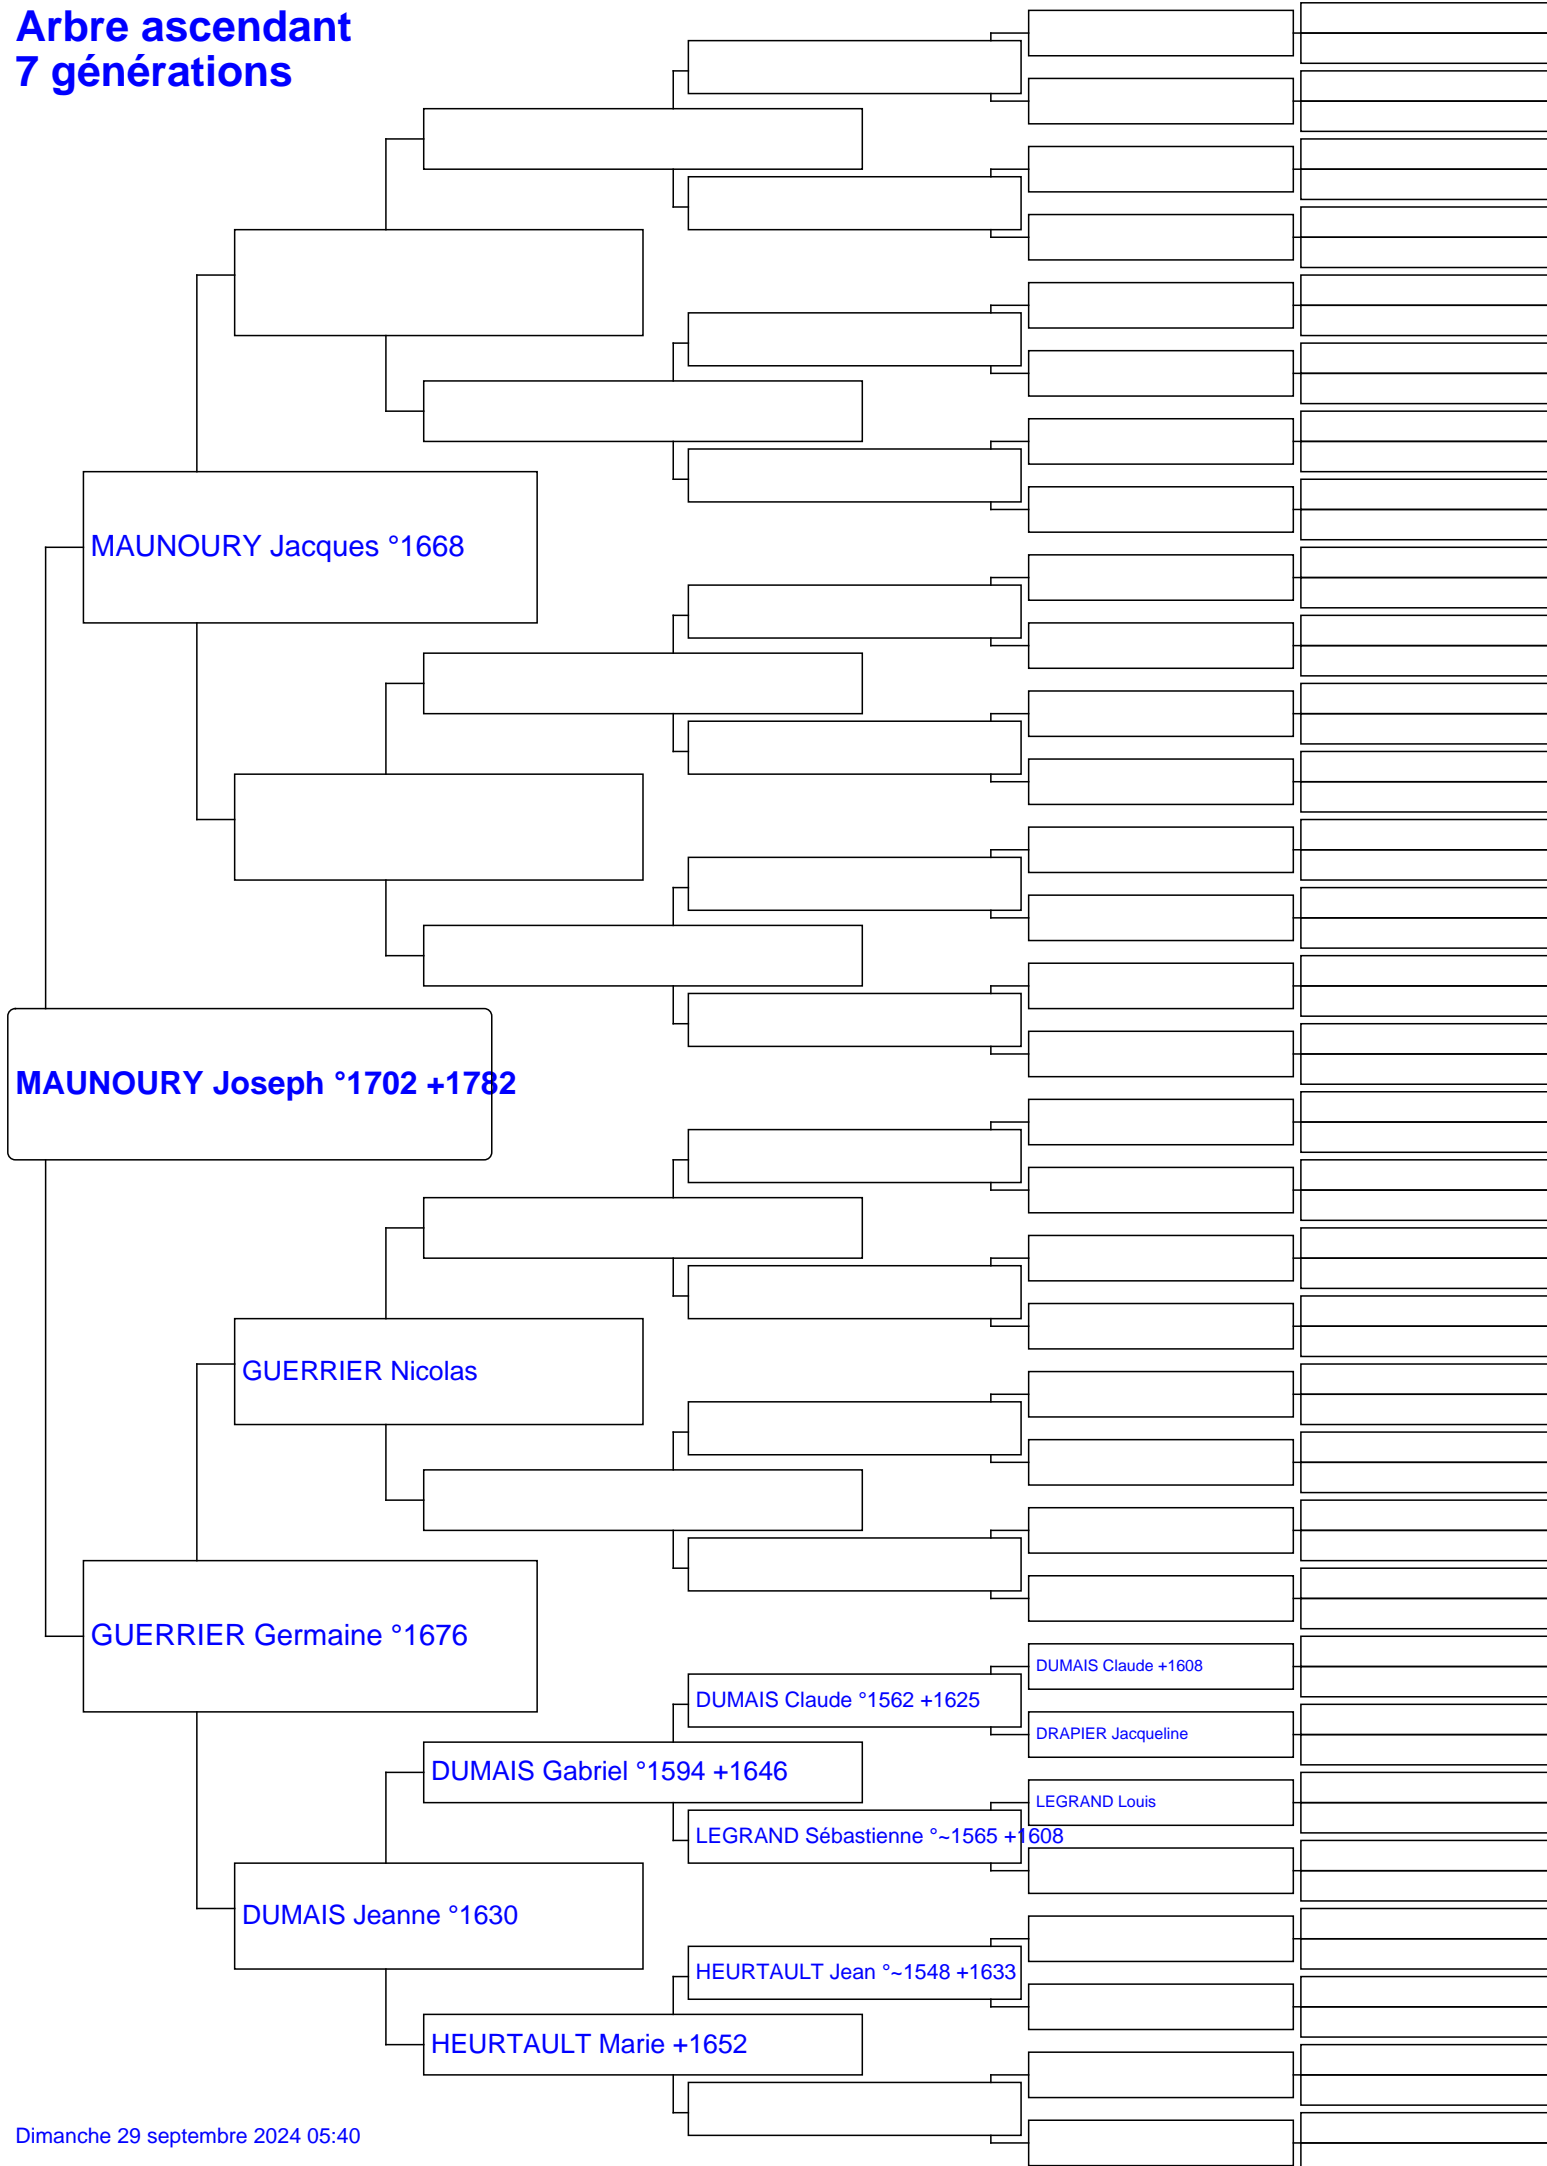 Arbre ascendant
7 générations
MAUNOURY Jacques °1668
MAUNOURY Joseph °1702 +1782
GUERRIER Nicolas
GUERRIER Germaine °1676
DUMAIS Claude +1608
DUMAIS Claude °1562 +1625
DRAPIER Jacqueline
DUMAIS Gabriel °1594 +1646
LEGRAND Louis
LEGRAND Sébastienne °~1565 +1608
DUMAIS Jeanne °1630
HEURTAULT Jean °~1548 +1633
HEURTAULT Marie +1652
Dimanche 29 septembre 2024 05:40